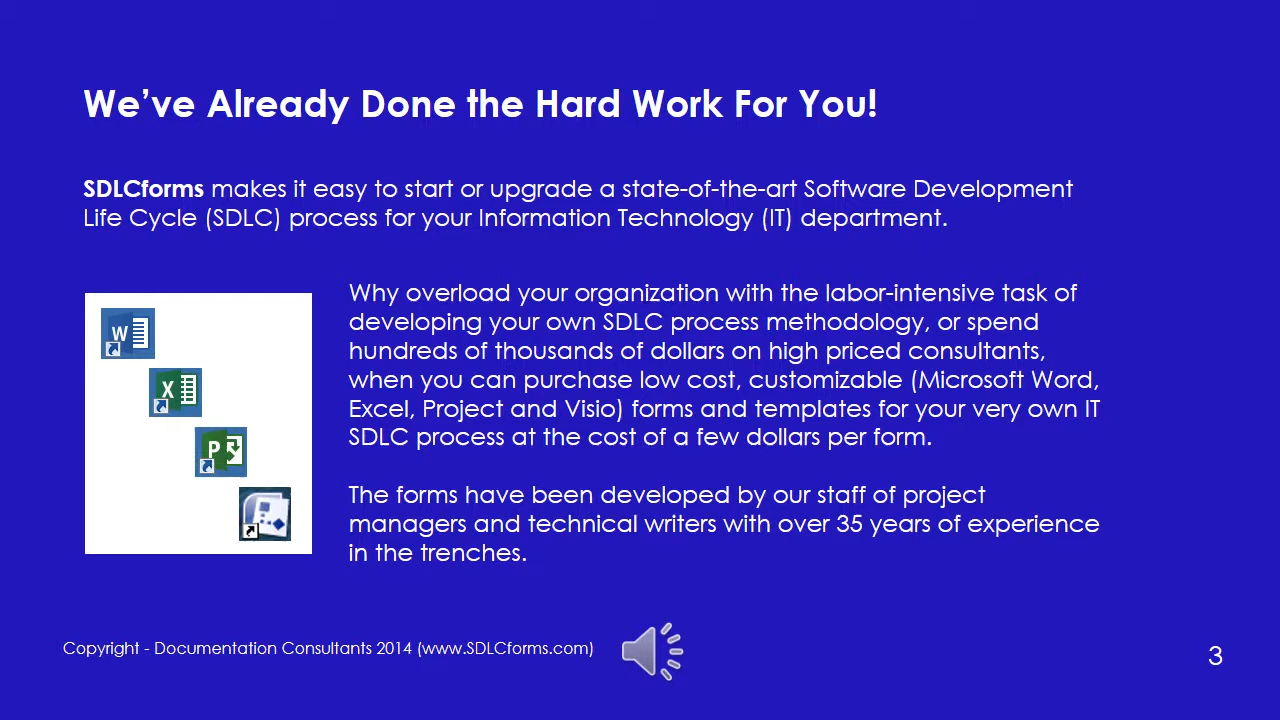 We’ve Already Done the Hard Work For You!
SDLCforms makes it easy to start or upgrade a state-of-the-art Software Development
Life Cycle (SDLC) process for your Information Technology (IT) department.
Why overload your organization with the labor-intensive task of
developing your own SDLC process methodology, or spend
hundreds of thousands of dollars on high priced consultants,
when you can purchase low cost, customizable (Microsoft Word,
Excel, Project and Visio) forms and templates for your very own IT
SDLC process at the cost of a few dollars per form.
The forms have been developed by our staff of project
managers and technical writers with over 35 years of experience
in the trenches.
W
X
P
Copyright - Documentation Consultants 2014 (www.SDLCforms.com)
3